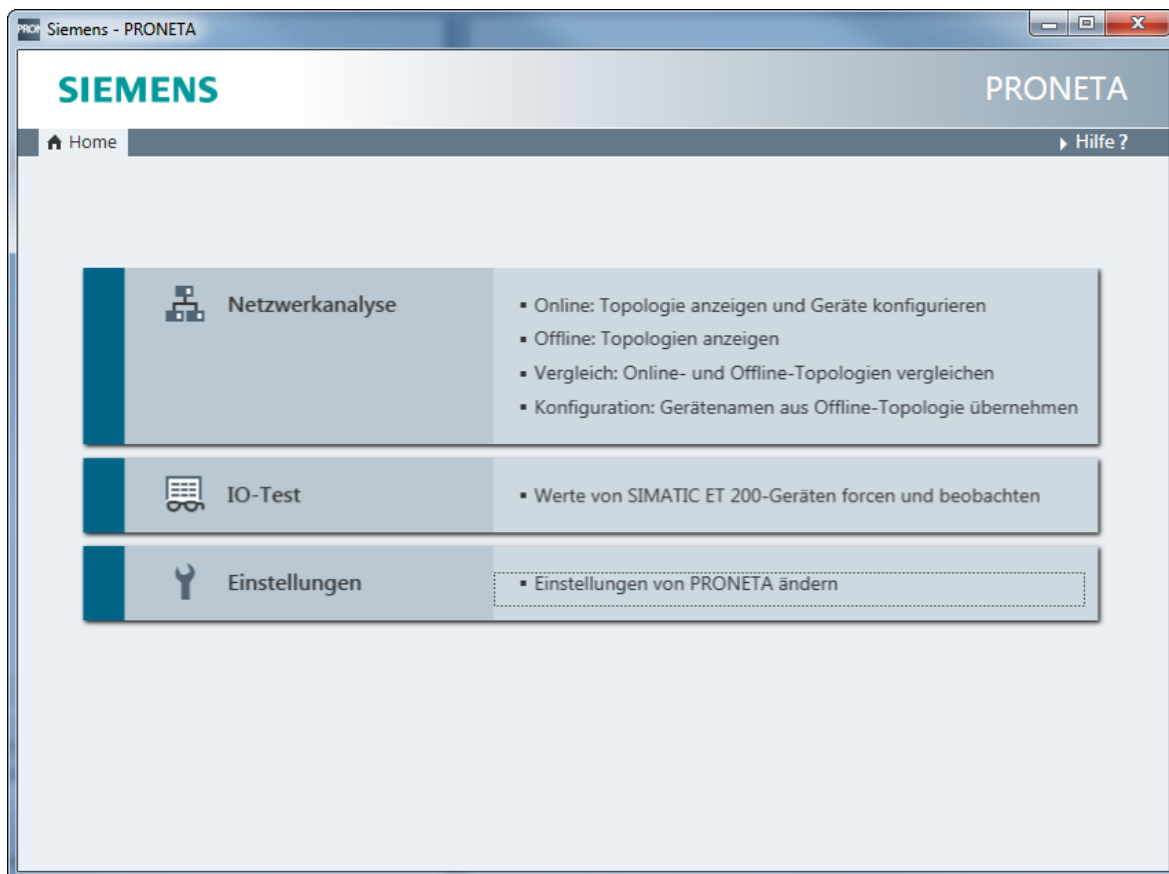 PRO Siemens - PRONETA
SIEMENS
PRONETA
Home
Hilfe ?
Netzwerkanalyse
▪ Online: Topologie anzeigen und Geräte konfigurieren
▪ Offline: Topologien anzeigen
▪ Vergleich: Online- und Offline-Topologien vergleichen
▪ Konfiguration: Gerätenamen aus Offline-Topologie übernehmen
IO-Test
▪ Werte von SIMATIC ET 200-Geräten forcen und beobachten
Einstellungen
▪ Einstellungen von PRONETA ändern